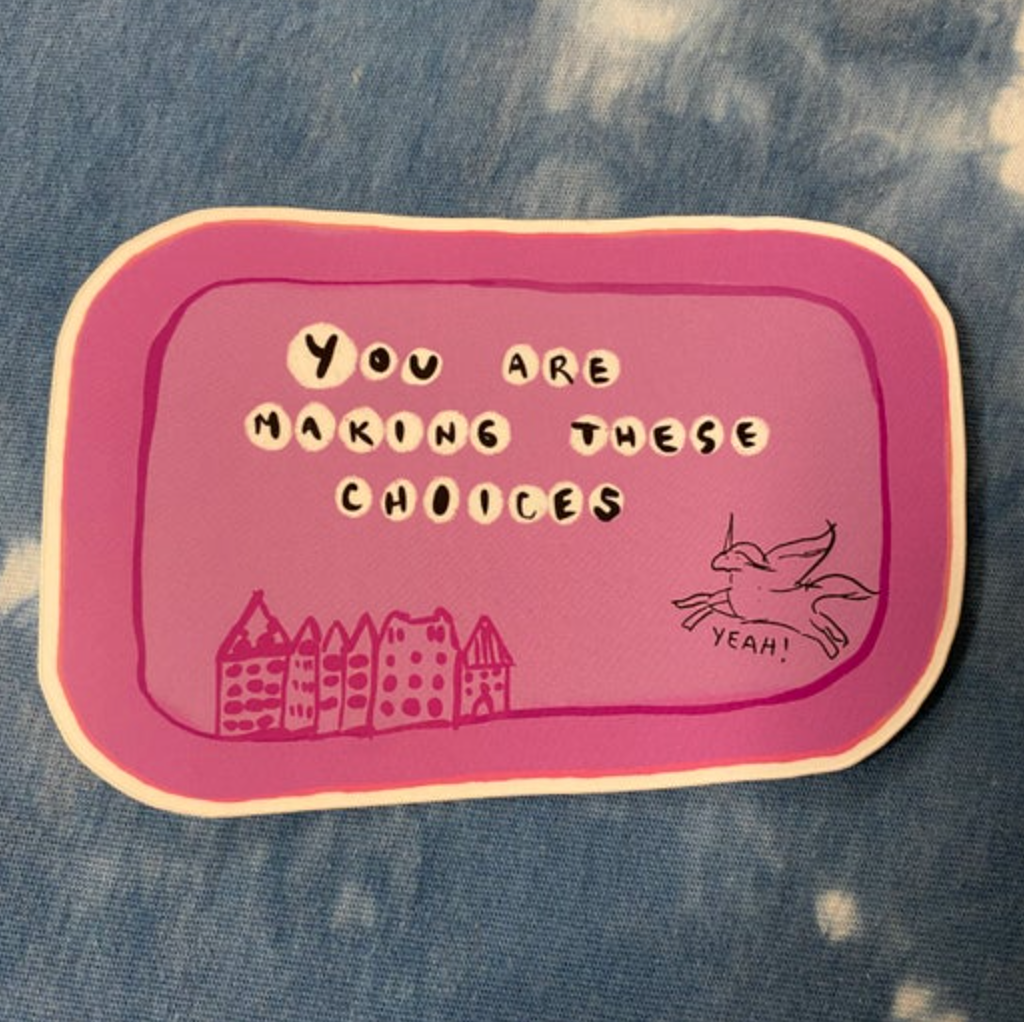 YOU ARE
MAKING THESE
CHOICES
YEAH!